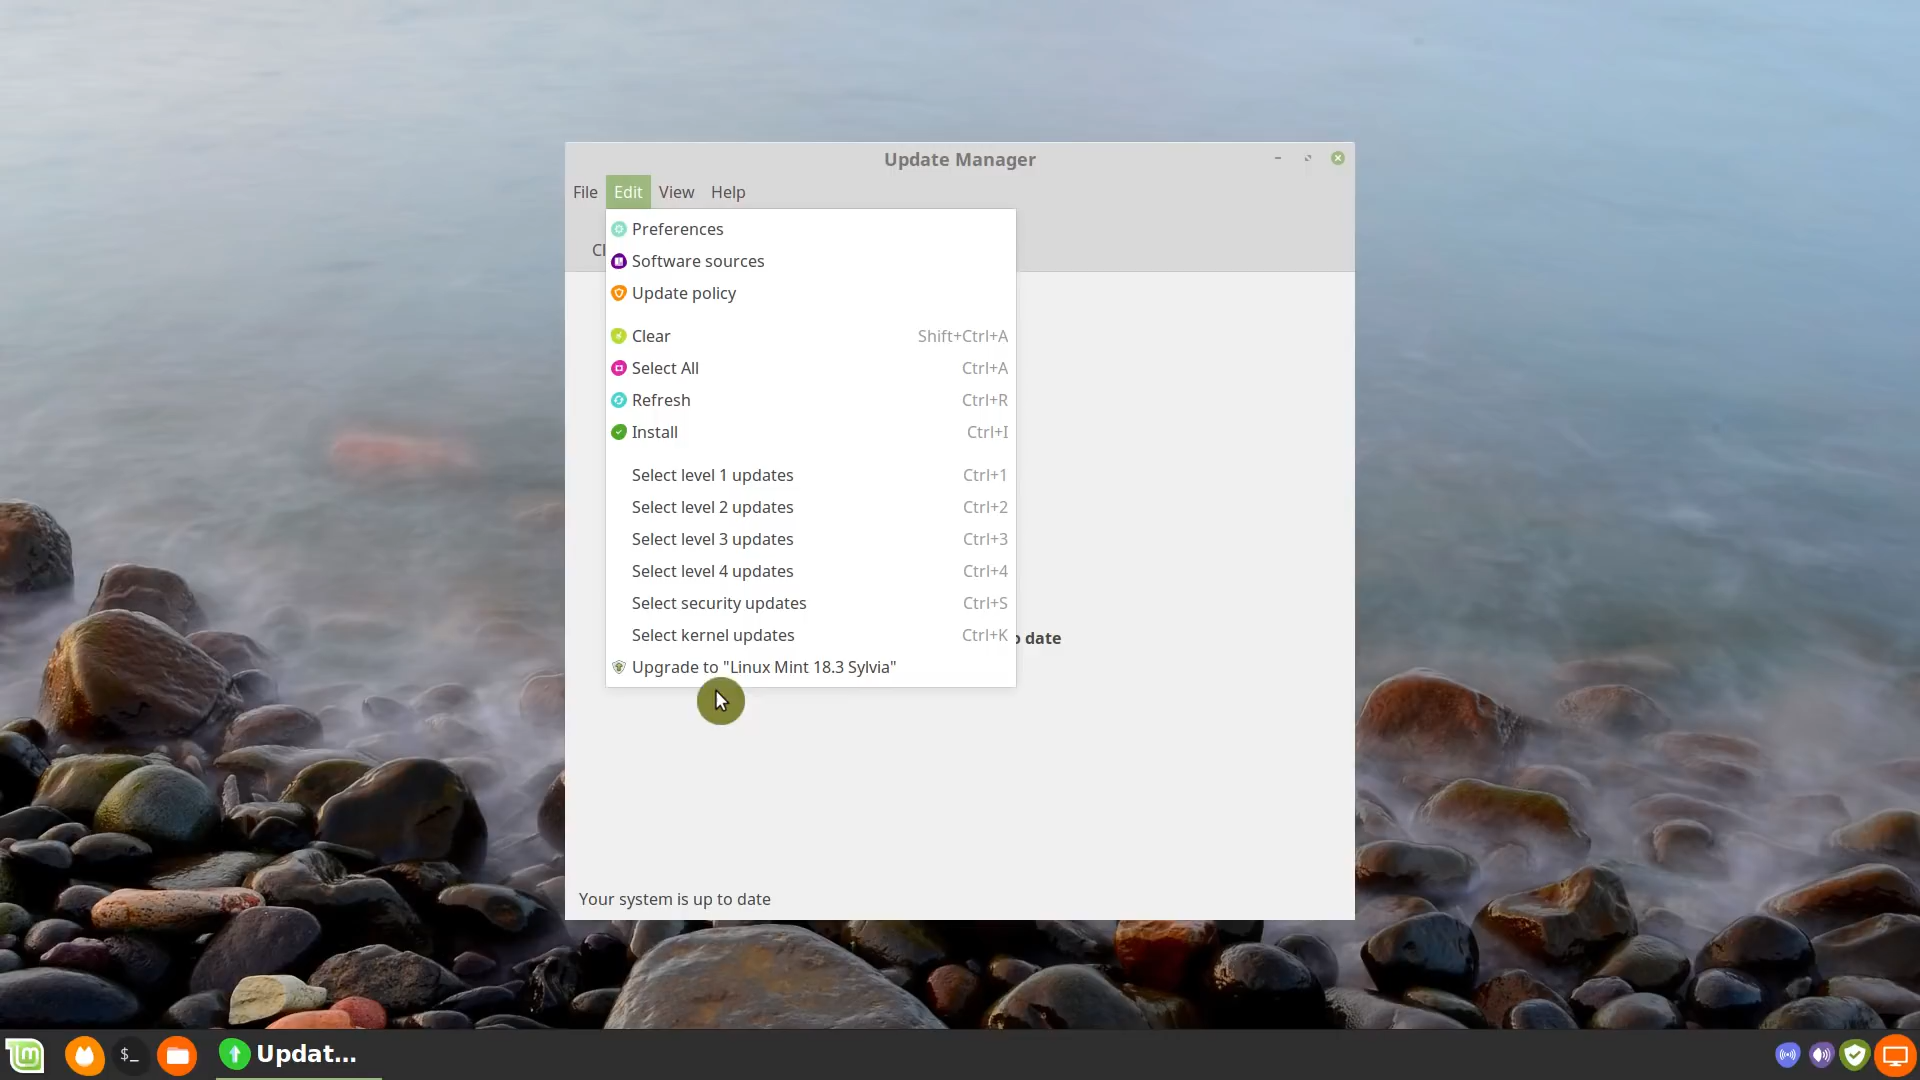 Update Manager
File Edit View Help
Preferences
Software sources
Update policy
Clear Shift+Ctrl+A
Select All Ctrl+A
Refresh Ctrl+R
Install Ctrl+I
Select level 1 updates Ctrl+1
Select level 2 updates Ctrl+2
Select level 3 updates Ctrl+3
Select level 4 updates Ctrl+4
Select security updates Ctrl+S
Select kernel updates Ctrl+K
date
Upgrade to "Linux Mint 18.3 Sylvia"
Your system is up to date
$_ Updat...